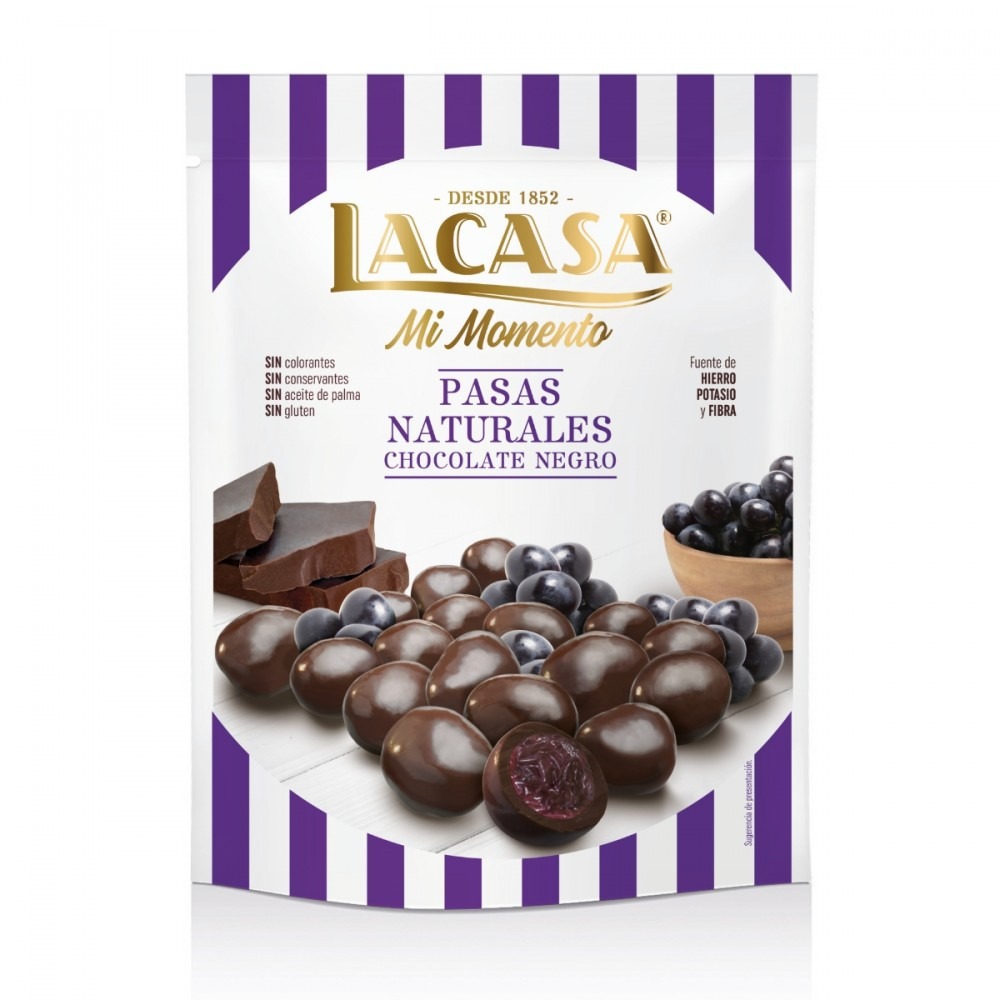 - DESDE 1852 -
LACASA®
Mi Momento
PASAS
NATURALES
CHOCOLATE NEGRO
SIN colorantes
SIN conservantes
SIN aceite de palma
SIN gluten
Fuente de
HIERRO
POTASIO
y FIBRA
Sugerencia de presentación.